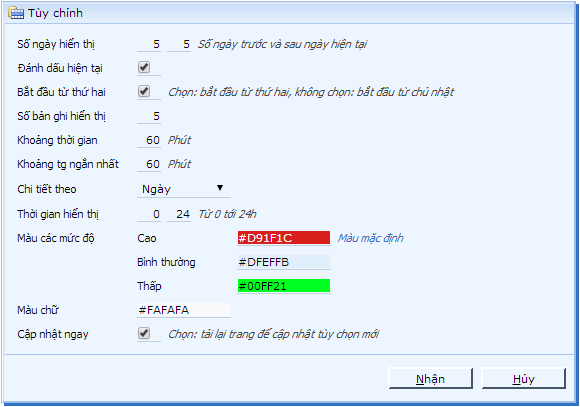 Tùy chỉnh
Số ngày hiển thị 5 5 Số ngày trước và sau ngày hiện tại
Đánh dấu hiện tại
Bắt đầu từ thứ hai Chọn: bắt đầu từ thứ hai, không chọn: bắt đầu từ chủ nhật
Số bản ghi hiển thị 5
Khoảng thời gian 60 Phút
Khoảng tg ngắn nhất 60 Phút
Chi tiết theo Ngày
Thời gian hiển thị 0 24 Từ 0 tới 24h
Màu các mức độ Cao #D91F1C Màu mặc định
Bình thường #DFEFFB
Thấp #00FF21
Màu chữ #FAFAFA
Cập nhật ngay Chọn: tải lại trang để cập nhật tùy chọn mới
Nhận Hủy